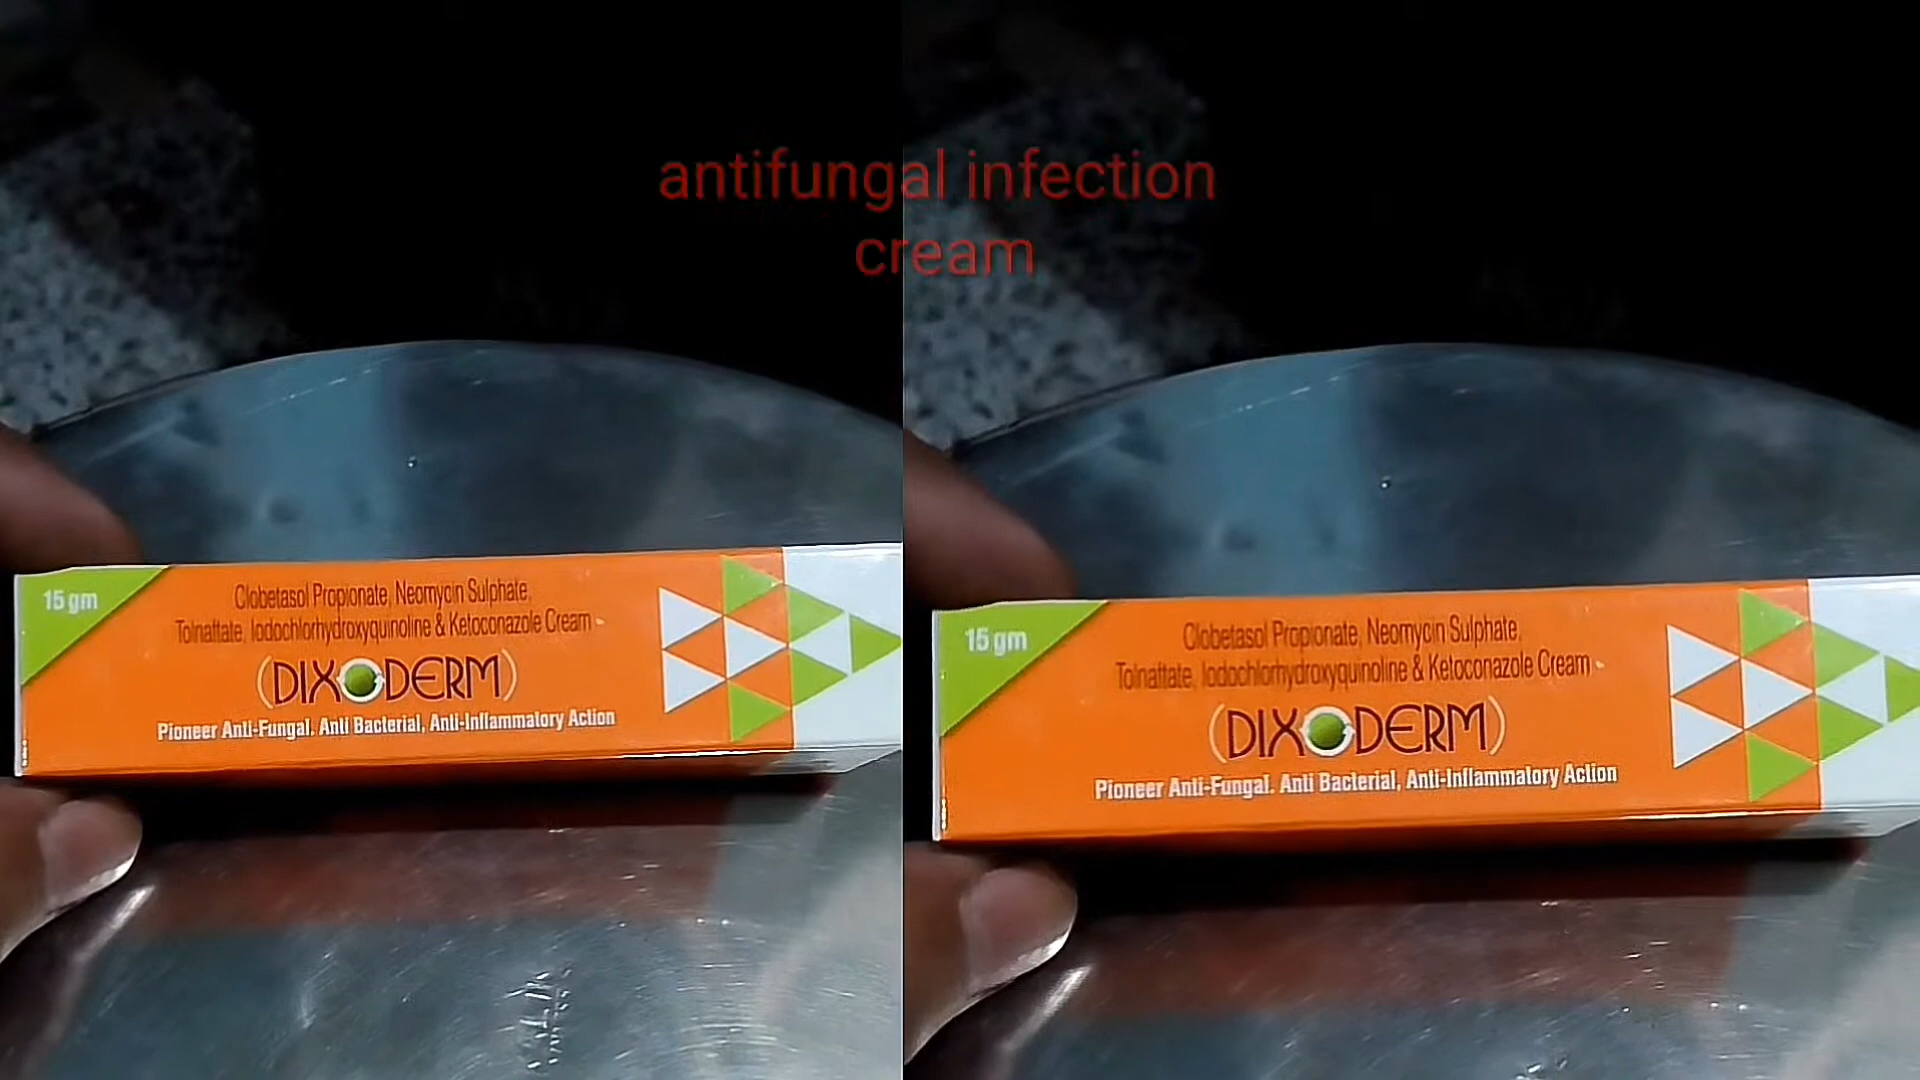 antifungal infection
cream
15 gm
Clobetasol Propionate, Neomycin Sulphate,
Tolnaftate, Iodochlorhydroxyquinoline & Ketoconazole Cream
(DIXODERM)
Pioneer Anti-Fungal. Anti Bacterial, Anti-Inflammatory Action
15 gm
Clobetasol Propionate, Neomycin Sulphate,
Tolnaftate, Iodochlorhydroxyquinoline & Ketoconazole Cream
(DIXODERM)
Pioneer Anti-Fungal. Anti Bacterial, Anti-Inflammatory Action